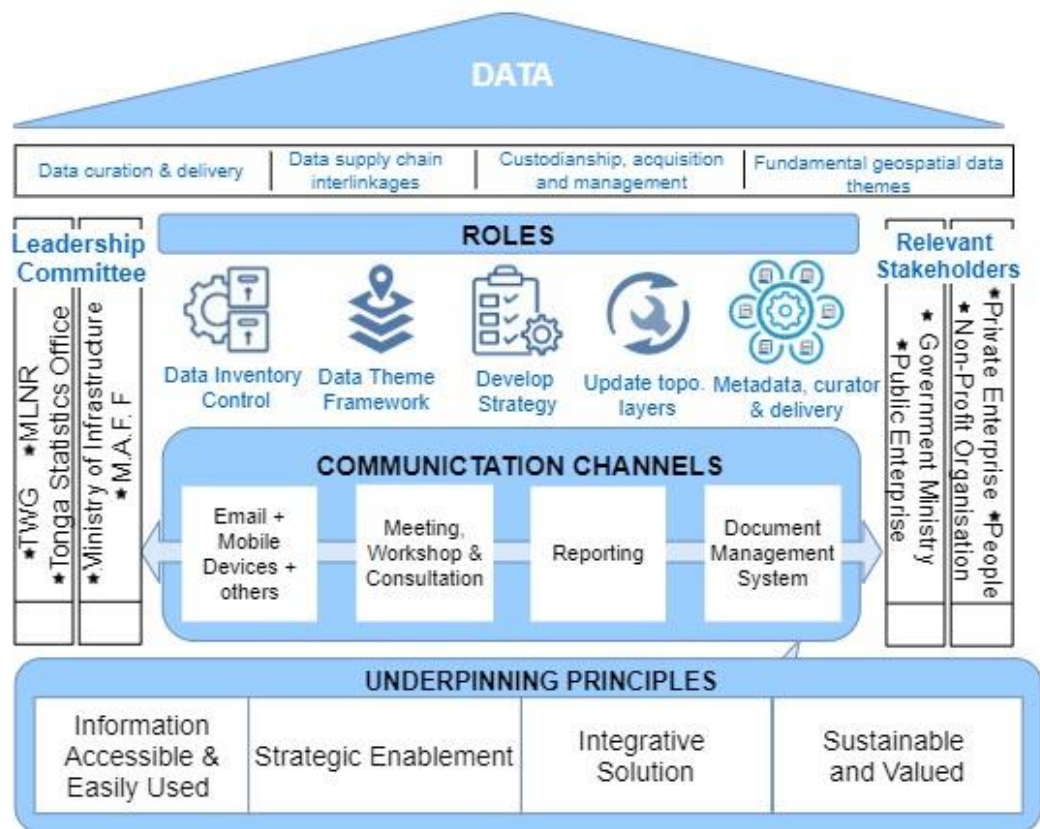 DATA
Data curation & delivery
Data supply chain
interlinkages
Custodianship, acquisition
and management
Fundamental geospatial data
themes
Leadership
Committee
★TWG ★MLNR
★Tonga Statistics Office
★Ministry of Infrastructure
★M.A.F. F
ROLES
Data Inventory
Control
Data Theme
Framework
Develop
Strategy
Update topo.
layers
Metadata, curator
& delivery
Relevant
Stakeholders
★Public Enterprise
★Government Ministry
★Non-Profit Organisation
★Private Enterprise ★People
COMMUNICTATION CHANNELS
Email +
Mobile
Devices +
others
Meeting,
Workshop &
Consultation
Reporting
Document
Management
System
UNDERPINNING PRINCIPLES
Information
Accessible &
Easily Used
Strategic Enablement
Integrative
Solution
Sustainable
and Valued